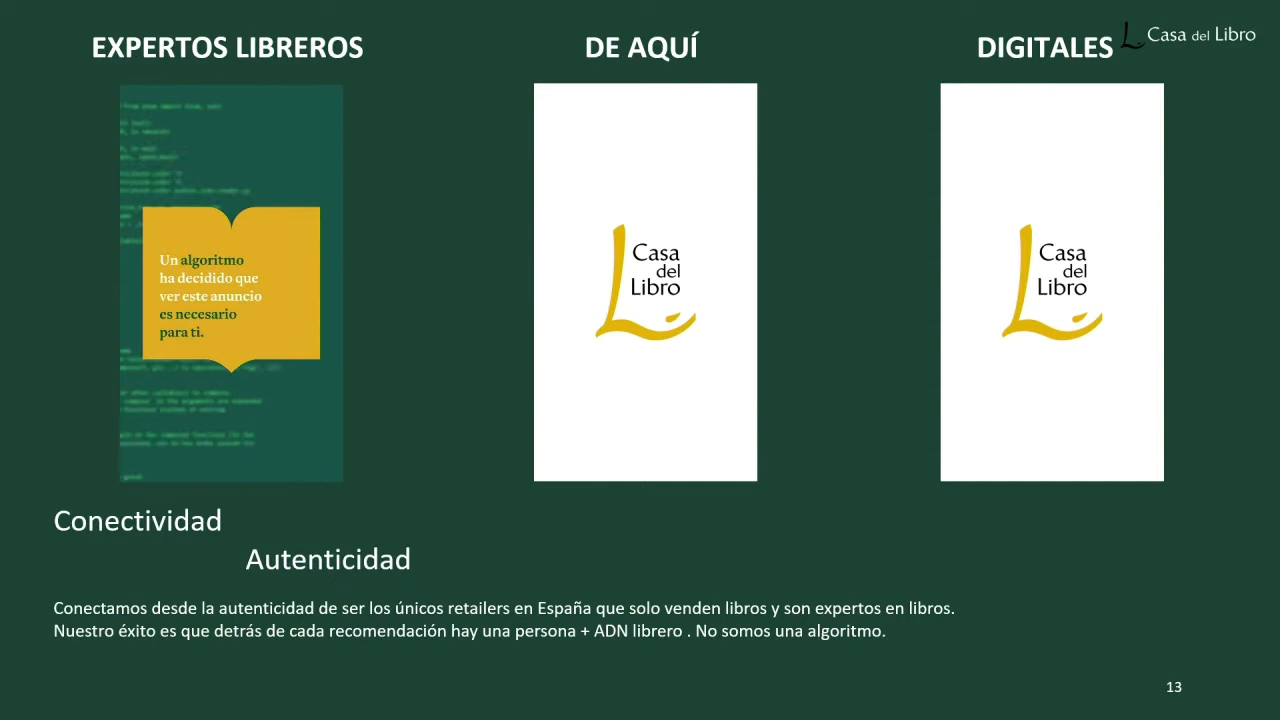 EXPERTOS LIBREROS
DE AQUÍ
DIGITALES
Casa del Libro
Un algoritmo
ha decidido que
ver este anuncio
es necesario
para ti.
Casa
del
Libro
Casa
del
Libro
Conectividad
Autenticidad
Conectamos desde la autenticidad de ser los únicos retailers en España que solo venden libros y son expertos en libros.
Nuestro éxito es que detrás de cada recomendación hay una persona + ADN librero . No somos una algoritmo.
13